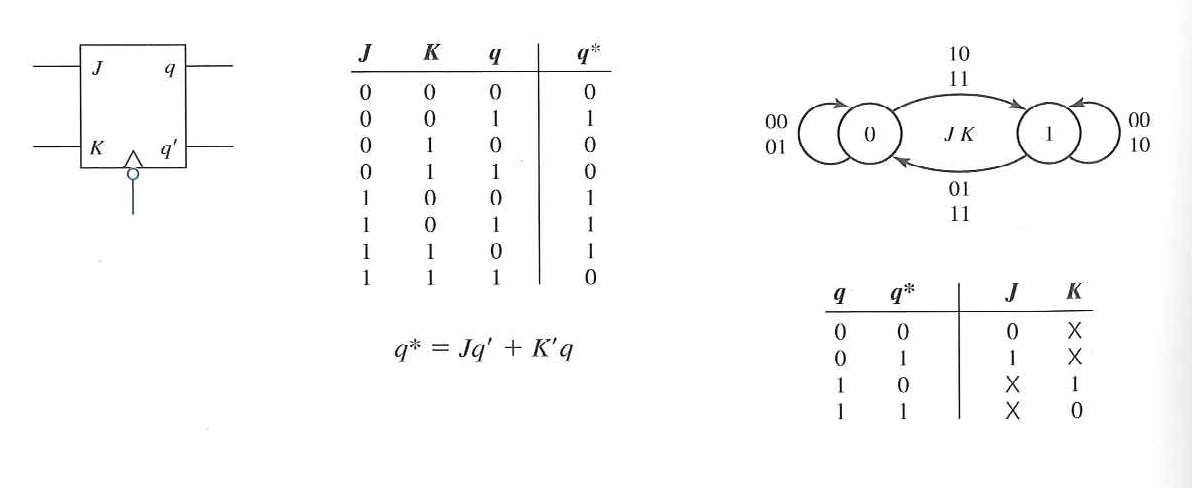 J q
K q'
J K q q*
0 0 0 0
0 0 1 1
0 1 0 0
0 1 1 0
1 0 0 1
1 0 1 1
1 1 0 1
1 1 1 0
q* = Jq' + K'q
10
11
00
01
0
J K
1
00
10
01
11
q q* J K
0 0 0 X
0 1 1 X
1 0 X 1
1 1 X 0